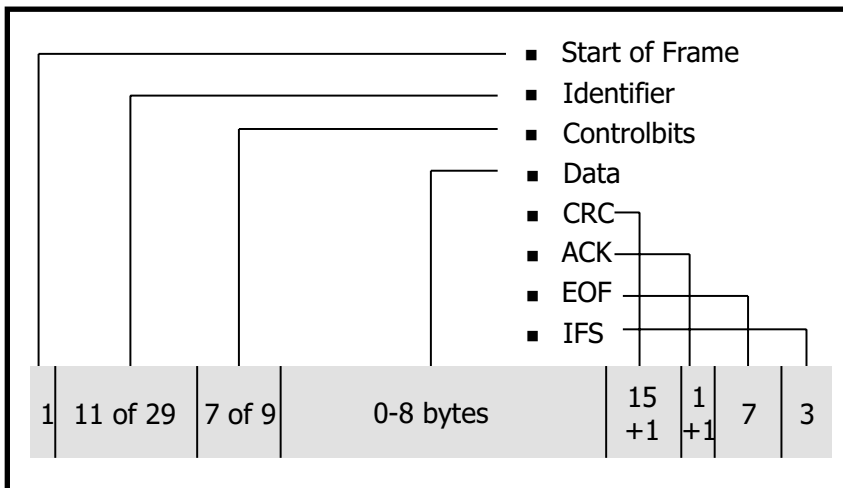 ▪ Start of Frame
▪ Identifier
▪ Controlbits
▪ Data
▪ CRC
▪ ACK
▪ EOF
▪ IFS
1 11 of 29 7 of 9 0-8 bytes 15 +1 1 +1 7 3